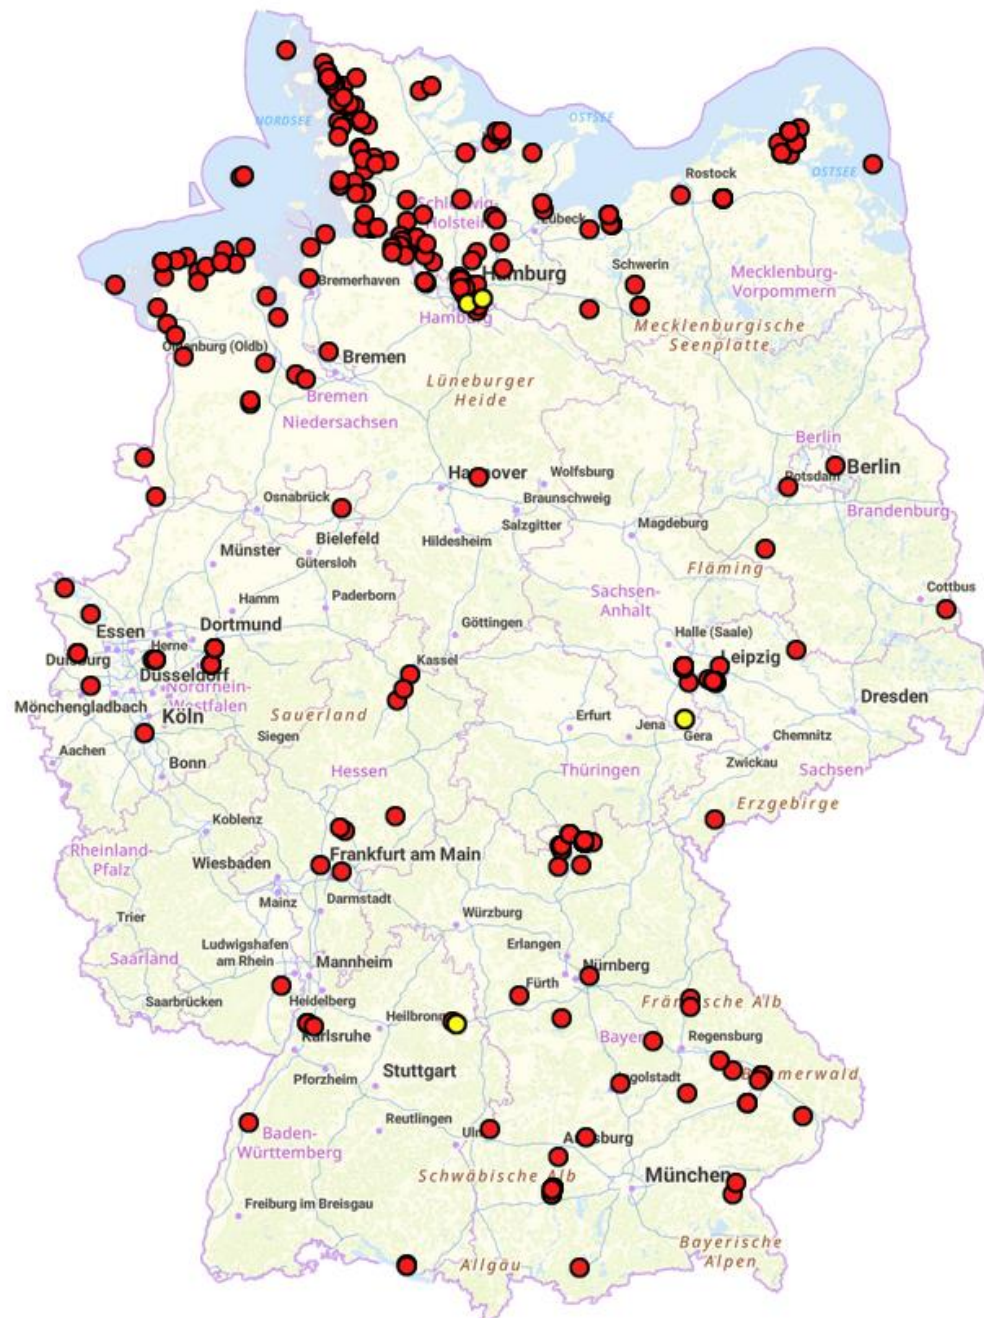 NORDSEE
OSTSEE
OSTSEE
Rostock
Schleswig-
Holstein
Lübeck
Schwerin
Hamburg
Bremerhaven
Mecklenburg-
Vorpommern
Hamburg
Mecklenburgische
Seenplatte
Oldenburg (Oldb)
Bremen
Lüneburger
Heide
Bremen
Niedersachsen
Berlin
Berlin
Hannover
Wolfsburg
Potsdam
Osnabrück
Braunschweig
Brandenburg
Salzgitter
Magdeburg
Bielefeld
Hildesheim
Münster
Gütersloh
Fläming
Sachsen-
Anhalt
Cottbus
Hamm
Paderborn
Essen
Dortmund
Göttingen
Halle (Saale)
Herne
Duisburg
Leipzig
Kassel
Düsseldorf
Nordrhein-
Westfalen
Dresden
Mönchengladbach
Köln
Sauerland
Erfurt
Jena
Gera
Chemnitz
Siegen
Aachen
Bonn
Hessen
Thüringen
Zwickau
Sachsen
Erzgebirge
Koblenz
Rheinland-
Pfalz
Wiesbaden
Frankfurt am Main
Mainz
Darmstadt
Trier
Würzburg
Ludwigshafen
am Rhein
Erlangen
Saarland
Mannheim
Nürnberg
Fürth
Saarbrücken
Heidelberg
Fränkische Alb
Heilbronn
Karlsruhe
Bayern
Regensburg
Pforzheim
Stuttgart
Ingolstadt
Böhmerwald
Reutlingen
Ulm
Baden-
Württemberg
Augsburg
Schwäbische Alb
München
Freiburg im Breisgau
Bayerische
Alpen
Allgäu